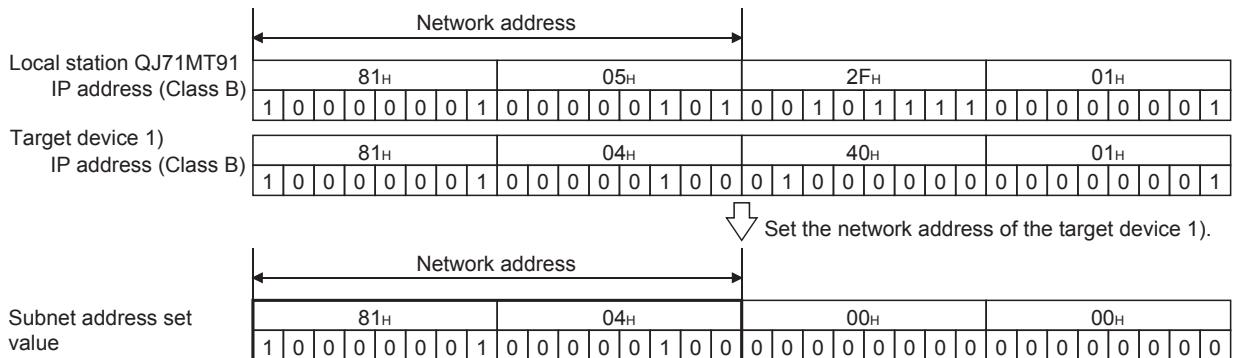 Network address
Local station QJ71MT91
IP address (Class B)
81H 05H 2FH 01H
1 0 0 0 0 0 0 1 0 0 0 0 0 1 0 1 0 0 1 0 1 1 1 1 0 0 0 0 0 0 0 1
Target device 1)
IP address (Class B)
81H 04H 40H 01H
1 0 0 0 0 0 0 1 0 0 0 0 0 1 0 0 0 1 0 0 0 0 0 0 0 0 0 0 0 0 0 1
Set the network address of the target device 1).
Network address
Subnet address set
value
81H 04H 00H 00H
1 0 0 0 0 0 0 1 0 0 0 0 0 1 0 0 0 0 0 0 0 0 0 0 0 0 0 0 0 0 0 0